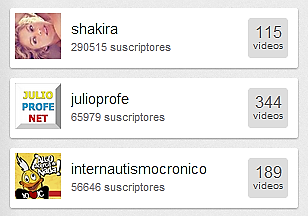 shakira
290515 suscriptores
115
videos
JULIO
PROFE
NET
julioprofe
65979 suscriptores
344
videos
internautismocronico
56646 suscriptores
189
videos